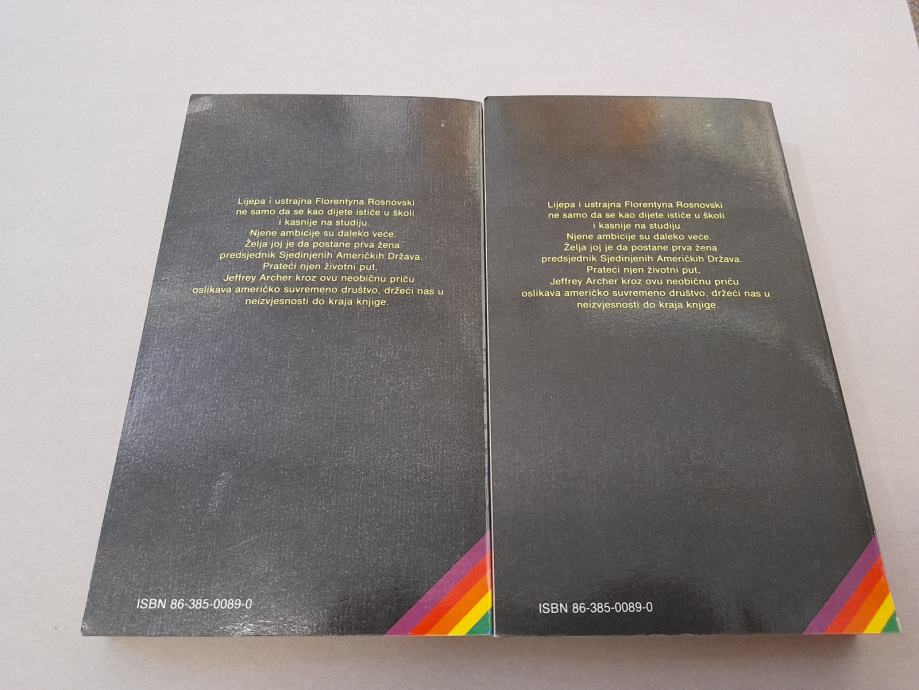 Lijepa i ustrajna Florentyna Rosnovski
ne samo da se kao dijete ističe u školi
i kasnije na studiju.
Njene ambicije su daleko veće.
Želja joj je da postane prva žena
predsjednik Sjedinjenih Američkih Država.
Prateći njen životni put,
Jeffrey Archer kroz ovu neobičnu priču
oslikava američko suvremeno društvo, držeći nas u
neizvjesnosti do kraja knjige.
ISBN 86-385-0089-0
Lijepa i ustrajna Florentyna Rosnovski
ne samo da se kao dijete ističe u školi
i kasnije na studiju.
Njene ambicije su daleko veće.
Želja joj je da postane prva žena
predsjednik Sjedinjenih Američkih Država.
Prateći njen životni put,
Jeffrey Archer kroz ovu neobičnu priču
oslikava američko suvremeno društvo, držeći nas u
neizvjesnosti do kraja knjige.
ISBN 86-385-0089-0